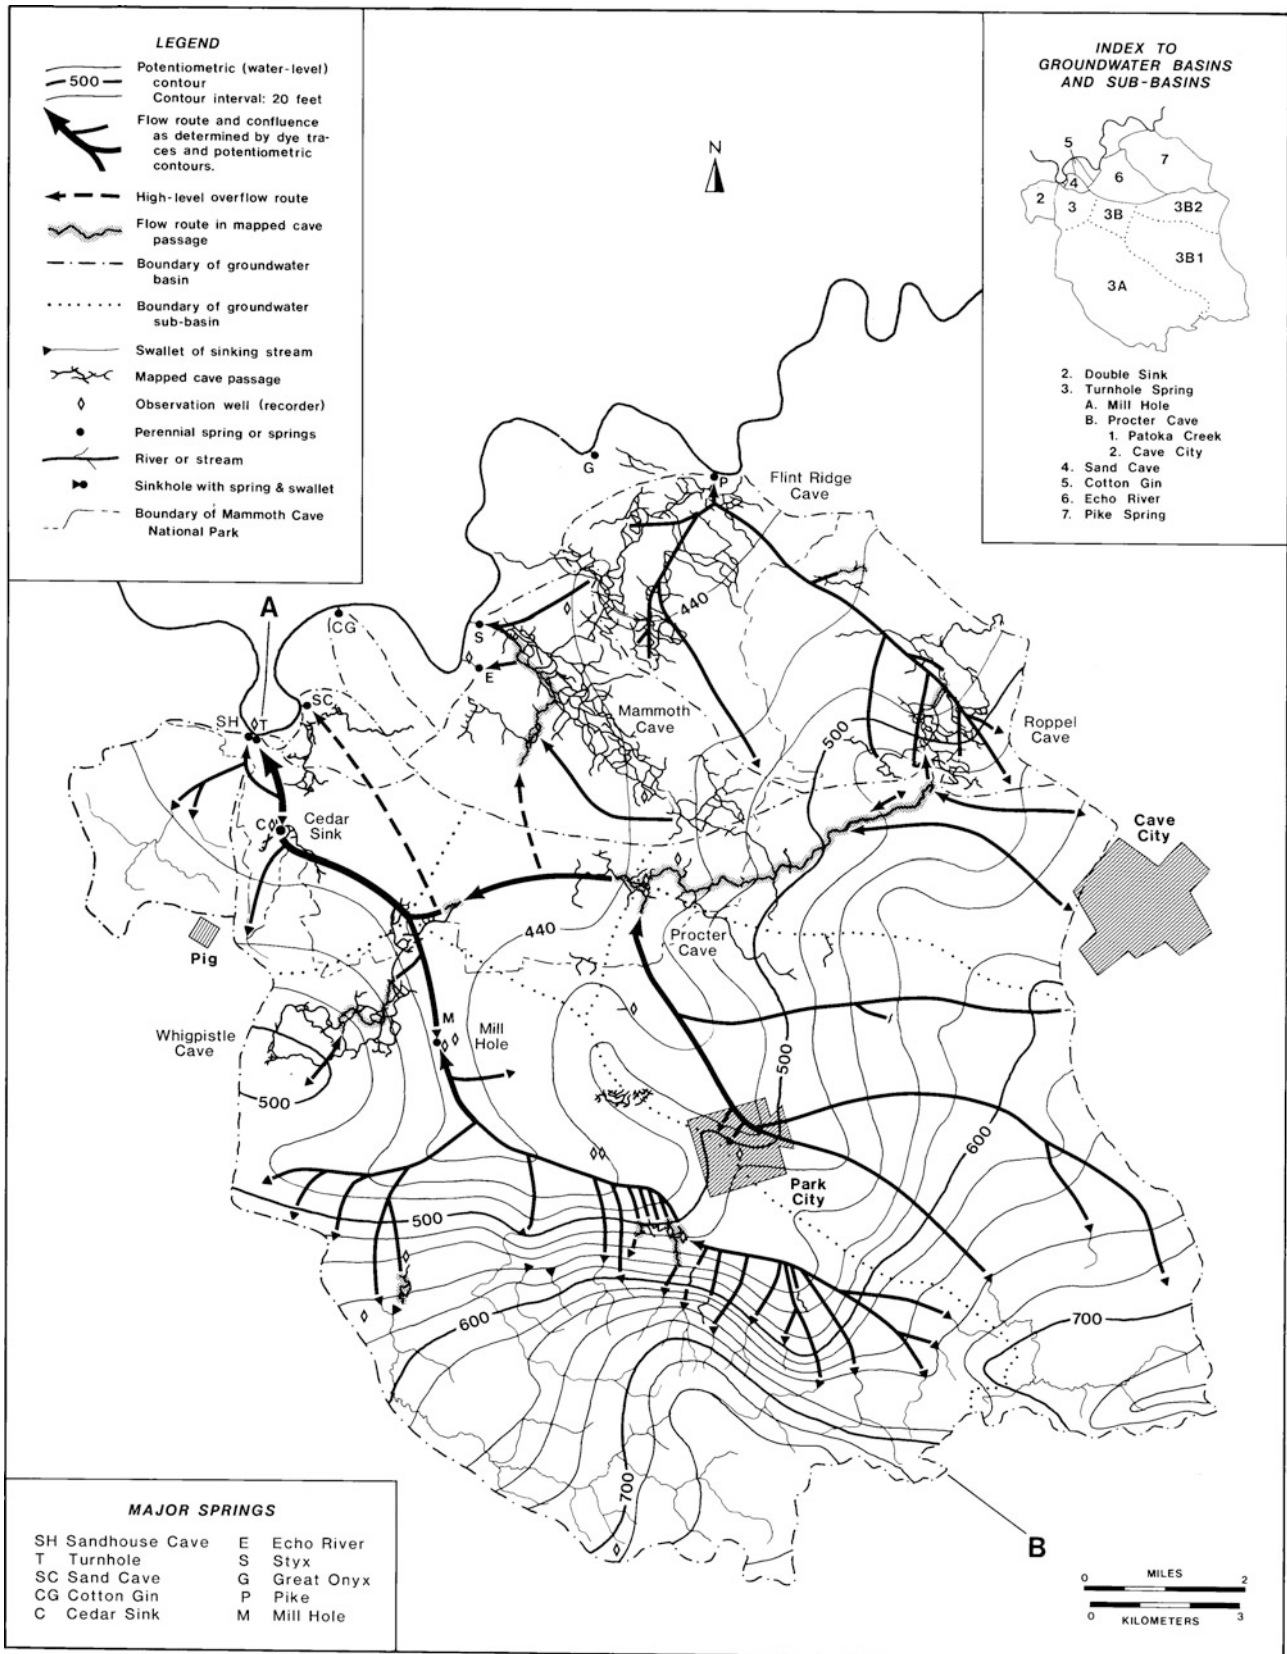 LEGEND
Potentiometric (water-level)
500 contour
Contour interval: 20 feet
Flow route and confluence
as determined by dye tra-
ces and potentiometric
contours.
High-level overflow route
Flow route in mapped cave
passage
Boundary of groundwater
basin
Boundary of groundwater
sub-basin
Swallet of sinking stream
Mapped cave passage
Observation well (recorder)
Perennial spring or springs
River or stream
Sinkhole with spring & swallet
Boundary of Mammoth Cave
National Park
N
INDEX TO
GROUNDWATER BASINS
AND SUB-BASINS
5
7
6
4
2
3
3B
3B2
3B1
3A
2. Double Sink
3. Turnhole Spring
A. Mill Hole
B. Procter Cave
1. Patoka Creek
2. Cave City
4. Sand Cave
5. Cotton Gin
6. Echo River
7. Pike Spring
G
P
Flint Ridge
Cave
A
CG
S
440
E
SC
SH
T
Mammoth
Cave
500
Roppel
Cave
C
Cedar
Sink
Cave
City
440
Procter
Cave
Pig
M
Mill
Hole
Whigpistle
Cave
500
500
600
Park
City
500
600
700
700
B
MAJOR SPRINGS
SH Sandhouse Cave
T Turnhole
SC Sand Cave
CG Cotton Gin
C Cedar Sink
E Echo River
S Styx
G Great Onyx
P Pike
M Mill Hole
MILES
0 2
0 3
KILOMETERS